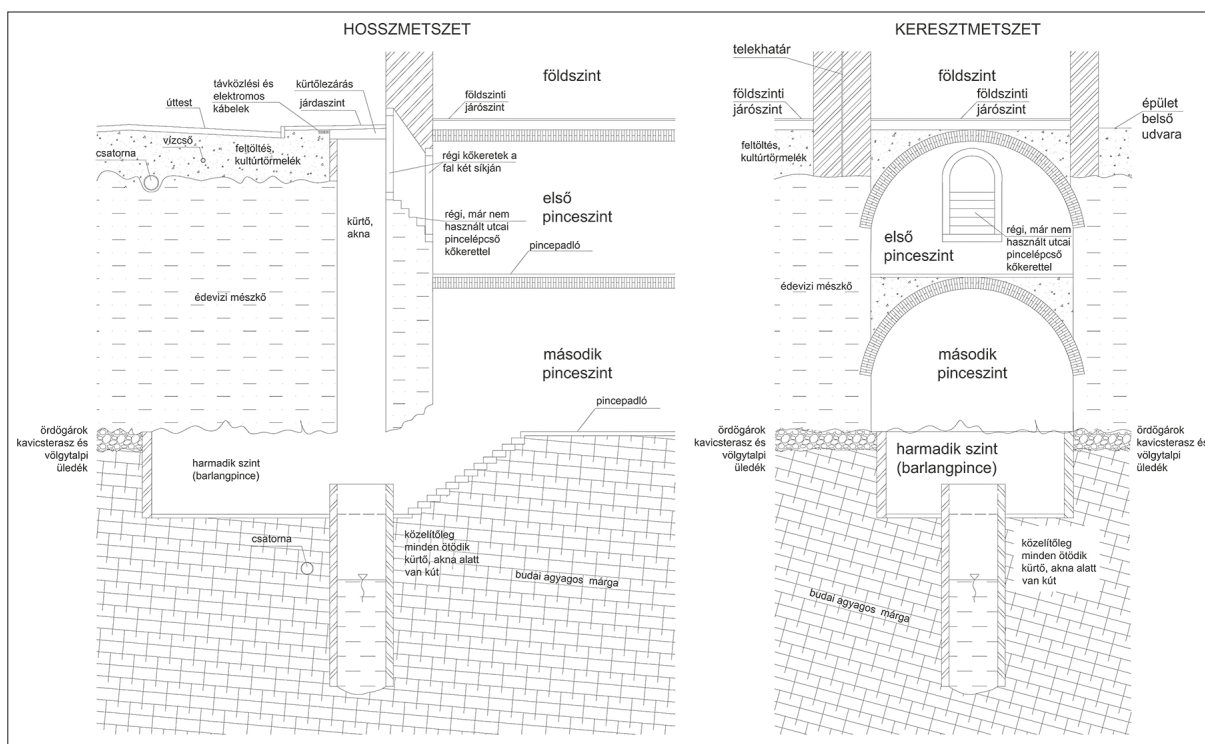 HOSSZMETSZET
távközlési és
elektromos
kábelek
kürtőlezárás
járdaszint
úttest
vízcső
csatorna
feltöltés,
kultúrtörmelék
földszint
földszinti
járószint
régi kőkeretek a
fal két síkján
első
pinceszint
kürtő,
akna
régi, már nem
használt utcai
pincelépcső
kőkerettel
pincepadló
édevizi mészkő
második
pinceszint
pincepadló
ördögárok
kavicsterasz és
völgytalpi
üledék
harmadik szint
(barlangpince)
csatorna
közelítőleg
minden ötödik
kürtő, akna alatt
van kút
budai agyagos márga
KERESZTMETSZET
telekhatár
földszint
földszinti
járószint
földszinti
járószint
épület
belső
udvara
feltöltés,
kultúrtörmelék
első
pinceszint
régi, már nem
használt utcai
pincelépcső
kőkerettel
édevizi mészkő
második
pinceszint
ördögárok
kavicsterasz és
völgytalpi
üledék
harmadik szint
(barlangpince)
ördögárok
kavicsterasz és
völgytalpi
üledék
közelítőleg
minden ötödik
kürtő, akna alatt
van kút
budai agyagos márga